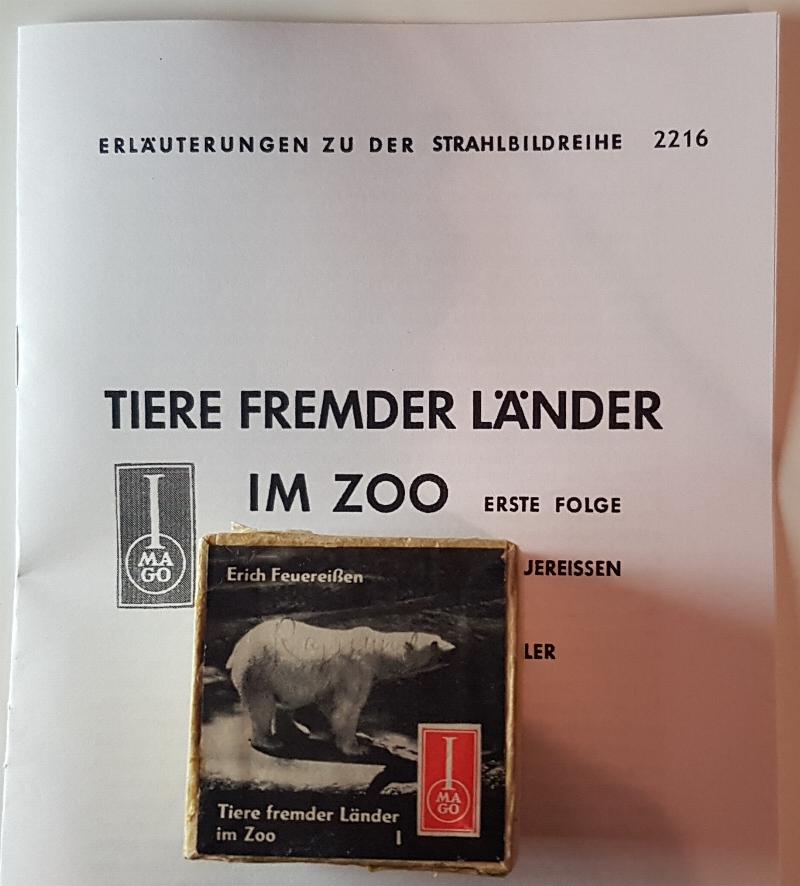 ERLÄUTERUNGEN ZU DER STRAHLBILDREIHE 2216
TIERE FREMDER LÄNDER
IM ZOO ERSTE FOLGE
I
MA
GO
JEREISSEN
LER
Erich Feuereißen
I
MA
GO
Tiere fremder Länder
im Zoo I